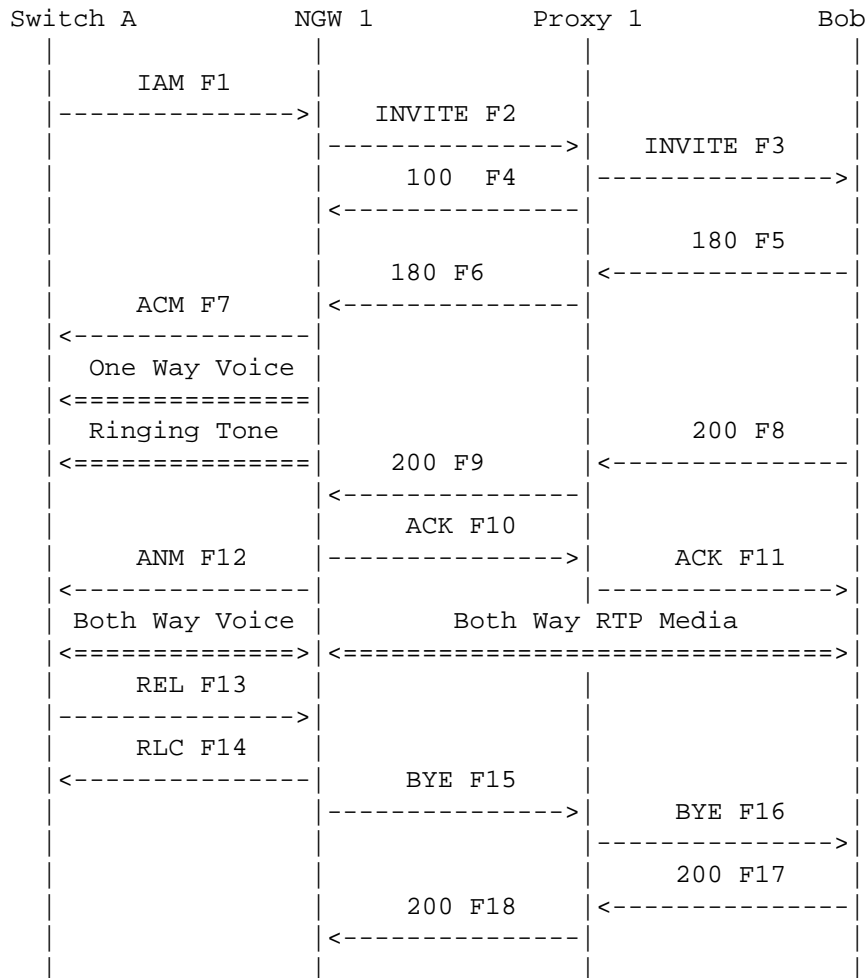 Switch A NGW 1 Proxy 1 Bob
IAM F1
INVITE F2
INVITE F3
100 F4
180 F5
180 F6
ACM F7
One Way Voice
Ringing Tone 200 F8
200 F9
ACK F10
ANM F12 ACK F11
Both Way Voice Both Way RTP Media
REL F13
RLC F14
BYE F15
BYE F16
200 F17
200 F18